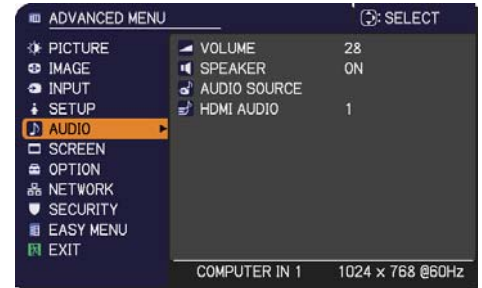 ADVANCED MENU : SELECT
PICTURE
IMAGE
INPUT
SETUP
AUDIO
SCREEN
OPTION
NETWORK
SECURITY
EASY MENU
EXIT
VOLUME 28
SPEAKER ON
AUDIO SOURCE
HDMI AUDIO 1
COMPUTER IN 1 1024 x 768 @60Hz